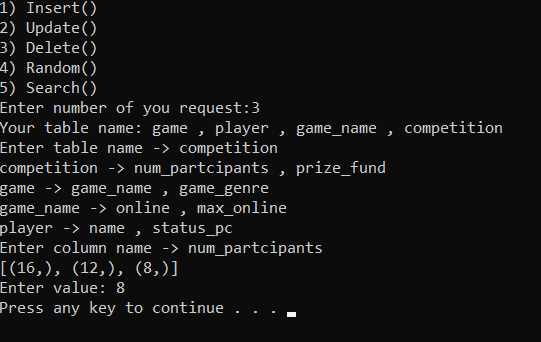 1) Insert()
2) Update()
3) Delete()
4) Random()
5) Search()
Enter number of you request:3
Your table name: game , player , game_name , competition
Enter table name -> competition
competition -> num_partcipants , prize_fund
game -> game_name , game_genre
game_name -> online , max_online
player -> name , status_pc
Enter column name -> num_partcipants
[(16,), (12,), (8,)]
Enter value: 8
Press any key to continue . . .